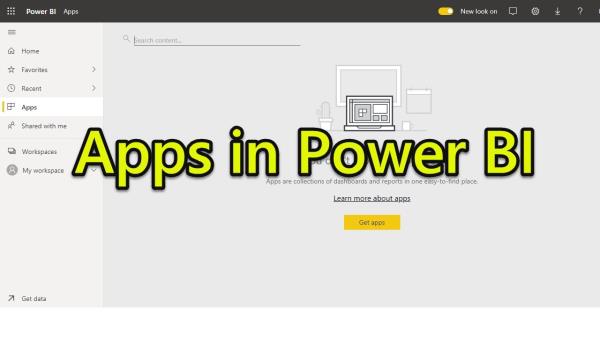 Power BI Apps
New look on
?
Home
Search content...
Favorites
Recent
Apps
Shared with me
Workspaces
My workspace
Apps in Power BI
Apps are collections of dashboards and reports in one easy-to-find place.
Learn more about apps
Get apps
Get data